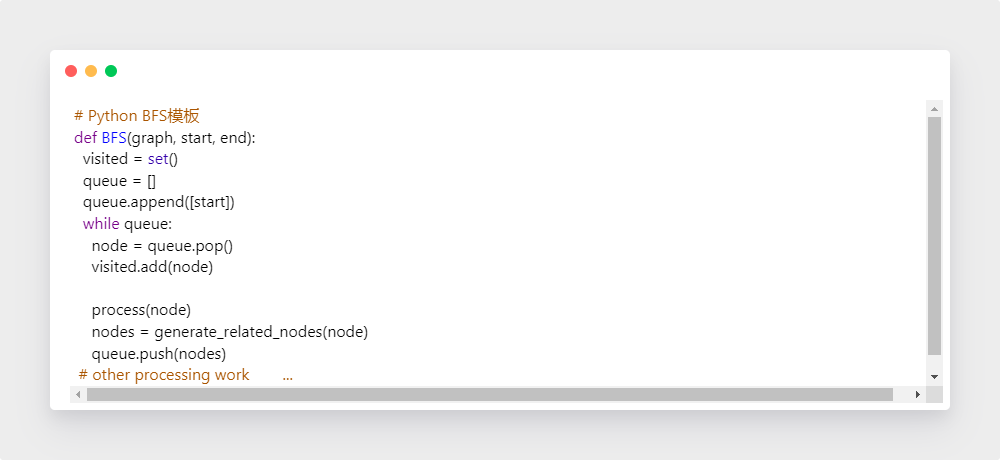 # Python BFS模板
def BFS(graph, start, end):
  visited = set()
  queue = []
  queue.append([start])
  while queue:
    node = queue.pop()
    visited.add(node)

    process(node)
    nodes = generate_related_nodes(node)
    queue.push(nodes)
 # other processing work        ...